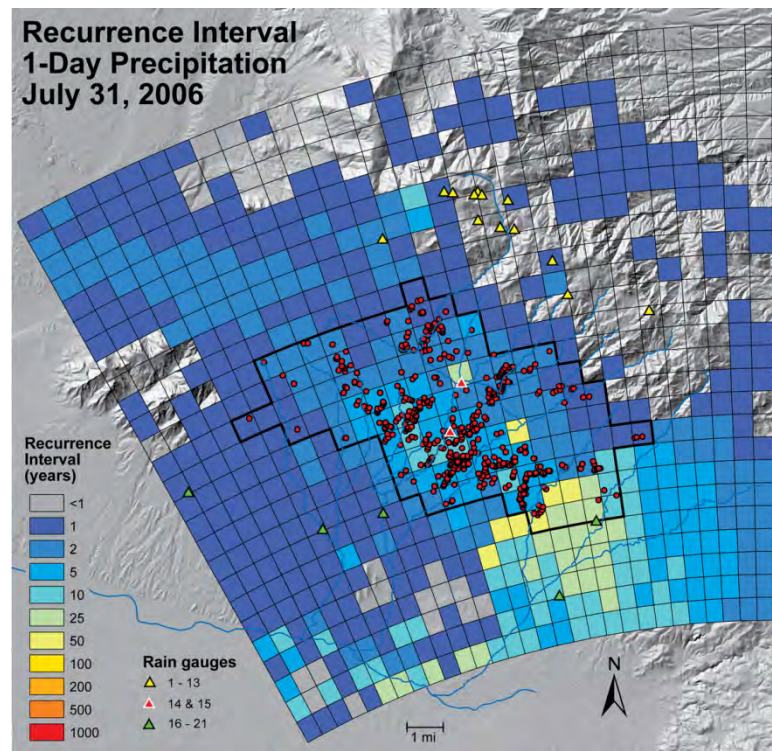 Recurrence Interval
1-Day Precipitation
July 31, 2006
Recurrence
Interval
(years)
<1
1
2
5
10
25
50
100
200
500
1000
Rain gauges
1 - 13
14 & 15
16 - 21
1 mi
N